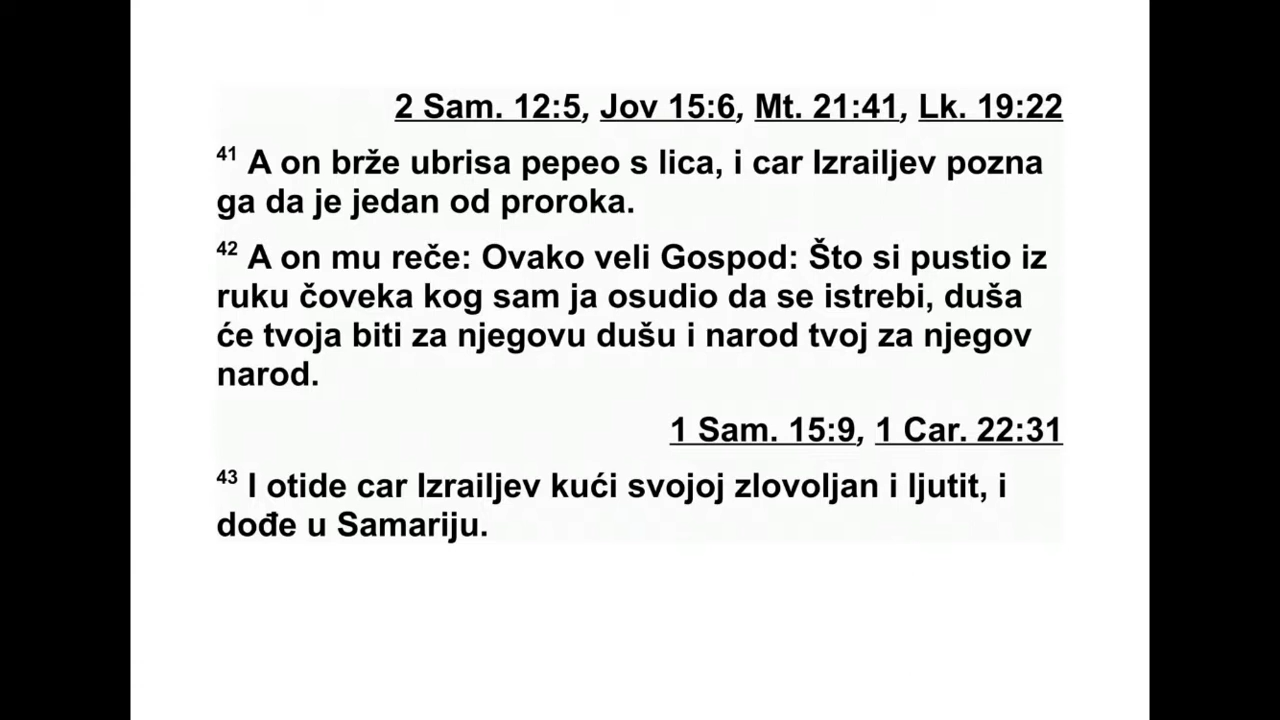 2 Sam. 12:5, Jov 15:6, Mt. 21:41, Lk. 19:22
41 A on brže ubrisa pepeo s lica, i car Izrailjev pozna
ga da je jedan od proroka.
42 A on mu reče: Ovako veli Gospod: Što si pustio iz
ruku čoveka kog sam ja osudio da se istrebi, duša
će tvoja biti za njegovu dušu i narod tvoj za njegov
narod.
1 Sam. 15:9, 1 Car. 22:31
43 I otide car Izrailjev kući svojoj zlovoljan i ljutit, i
dođe u Samariju.